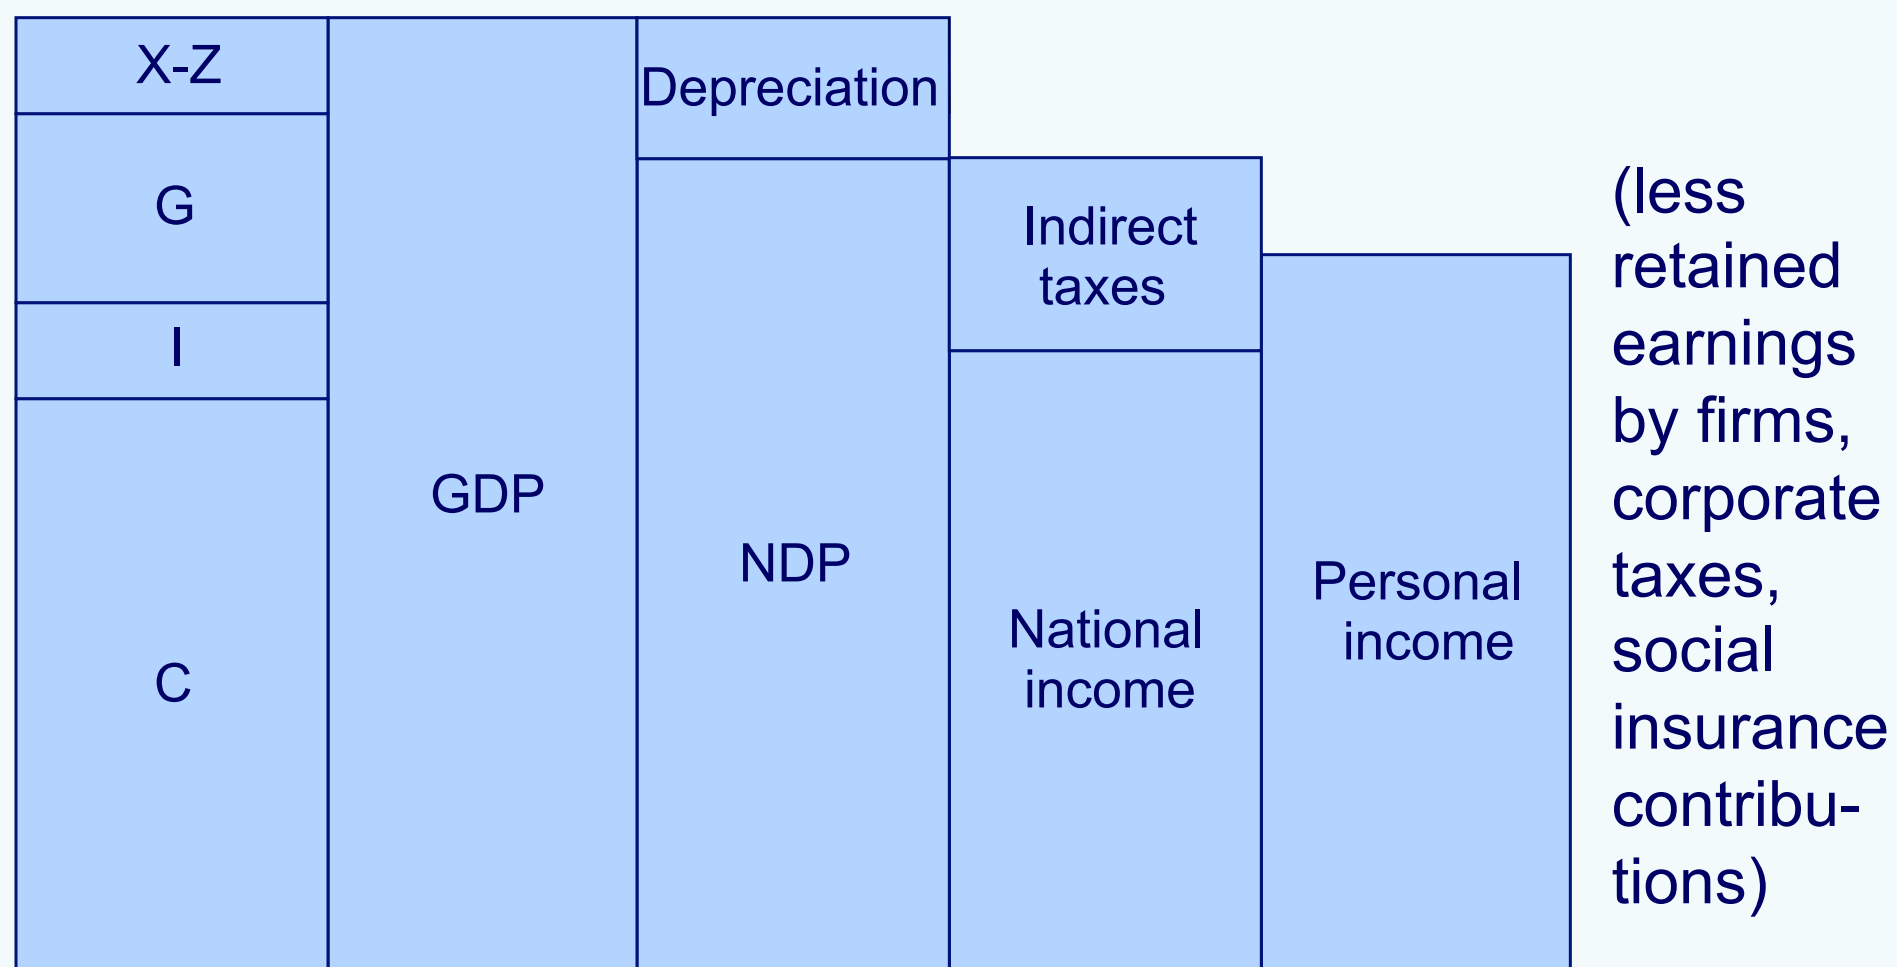 X-Z
G
I
C
GDP
Depreciation
NDP
Indirect
taxes
National
income
Personal
income
(less
retained
earnings
by firms,
corporate
taxes,
social
insurance
contribu-
tions)